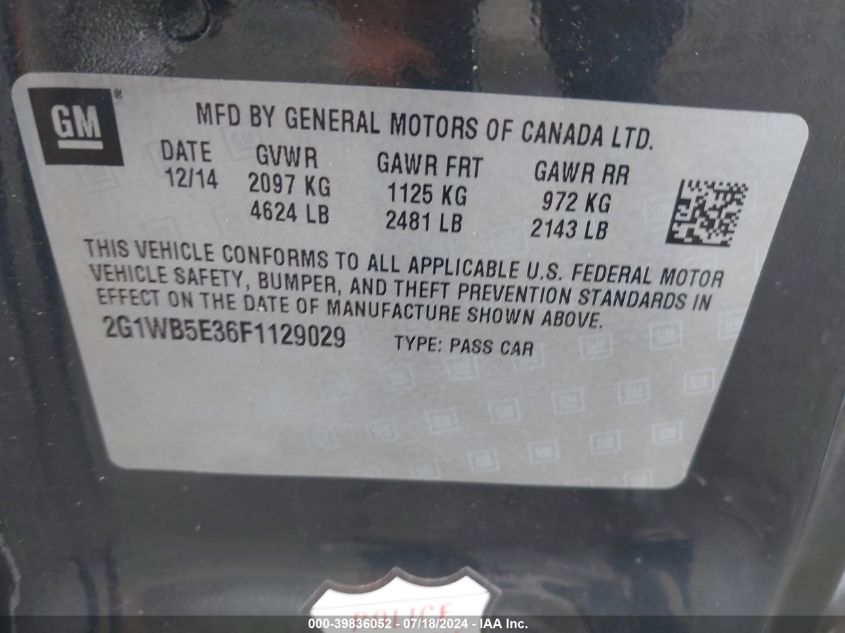 GM®
MFD BY GENERAL MOTORS OF CANADA LTD.
DATE GVWR GAWR FRT GAWR RR
12/14 2097 KG 1125 KG 972 KG
4624 LB 2481 LB 2143 LB
THIS VEHICLE CONFORMS TO ALL APPLICABLE U.S. FEDERAL MOTOR
VEHICLE SAFETY, BUMPER, AND THEFT PREVENTION STANDARDS IN
EFFECT ON THE DATE OF MANUFACTURE SHOWN ABOVE.
2G1WB5E36F1129029 TYPE: PASS CAR
POLICE
000-39836052 / 07/18/2024 - IAA Inc.